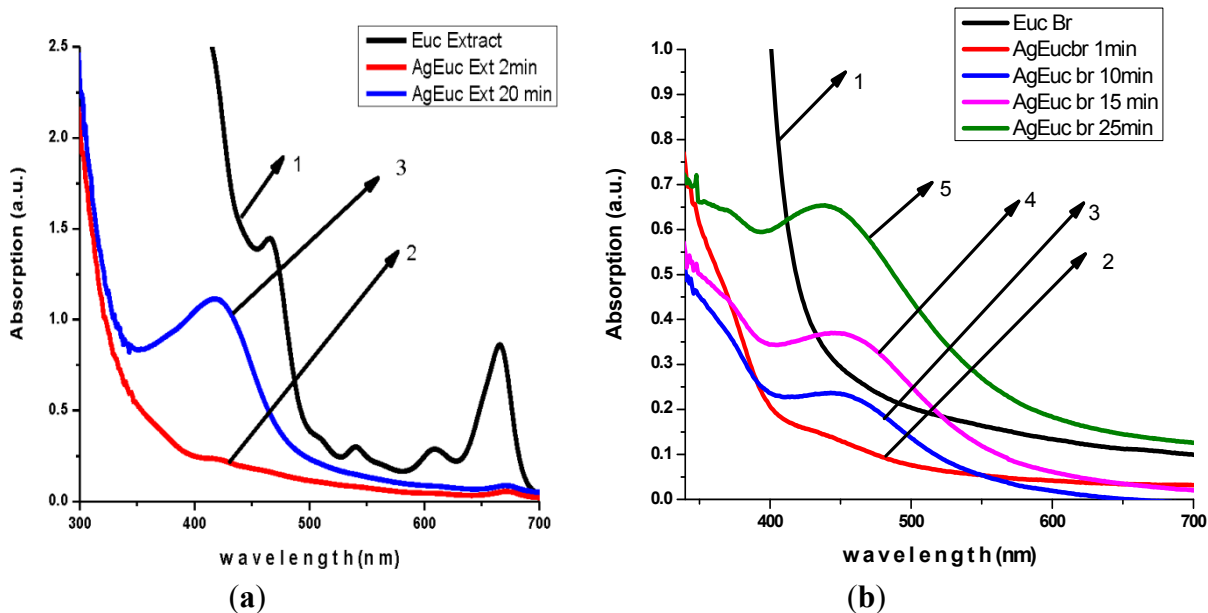 Euc Extract
AgEuc Ext 2min
AgEuc Ext 20 min
2.5
2.0
1.5
1.0
0.5
0.0
Absorption (a.u.)
1
3
2
300
400
500
600
700
wavelength(nm)
(a)
Euc Br
AgEucbr 1min
AgEuc br 10min
AgEuc br 15 min
AgEuc br 25min
1.0
0.9
0.8
0.7
0.6
0.5
0.4
0.3
0.2
0.1
0.0
Absorption (a.u.)
1
5
4
3
2
400
500
600
700
wavelength (nm)
(b)